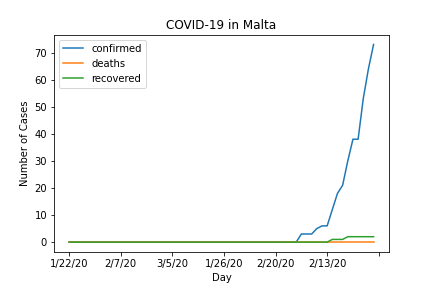 COVID-19 in Malta
confirmed
deaths
recovered
Number of Cases
70
60
50
40
30
20
10
0
1/22/20 2/7/20 3/5/20 1/26/20 2/20/20 2/13/20
Day